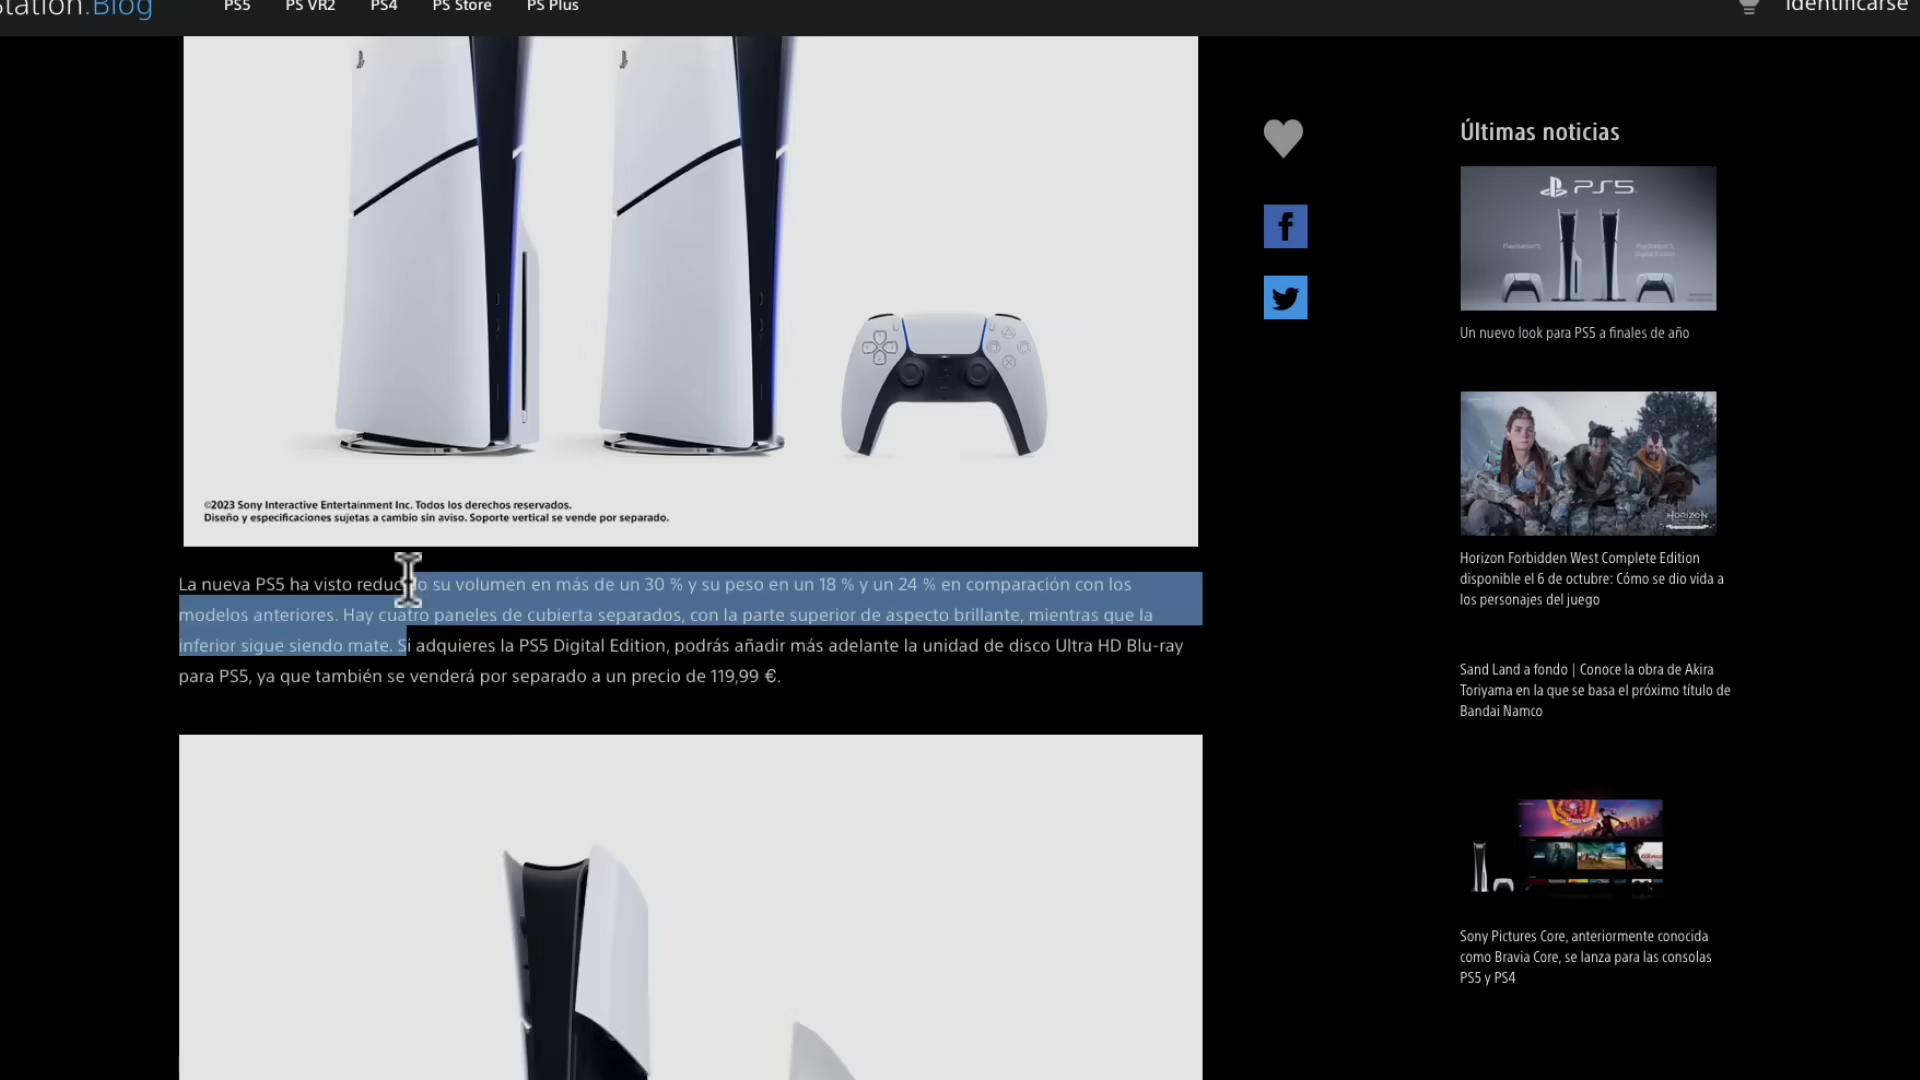 Station.Blog
PS5
PS VR2
PS4
PS Store
PS Plus
Identificarse
©2023 Sony Interactive Entertainment Inc. Todos los derechos reservados.
Diseño y especificaciones sujetas a cambio sin aviso. Soporte vertical se vende por separado.
La nueva PS5 ha visto reducido su volumen en más de un 30 % y su peso en un 18 % y un 24 % en comparación con los
modelos anteriores. Hay cuatro paneles de cubierta separados, con la parte superior de aspecto brillante, mientras que la
inferior sigue siendo mate. Si adquieres la PS5 Digital Edition, podrás añadir más adelante la unidad de disco Ultra HD Blu-ray
para PS5, ya que también se venderá por separado a un precio de 119,99 €.
Últimas noticias
PS5
Un nuevo look para PS5 a finales de año
HORIZON
Horizon Forbidden West Complete Edition
disponible el 6 de octubre: Cómo se dio vida a
los personajes del juego
Sand Land a fondo | Conoce la obra de Akira
Toriyama en la que se basa el próximo título de
Bandai Namco
Sony Pictures Core, anteriormente conocida
como Bravia Core, se lanza para las consolas
PS5 y PS4